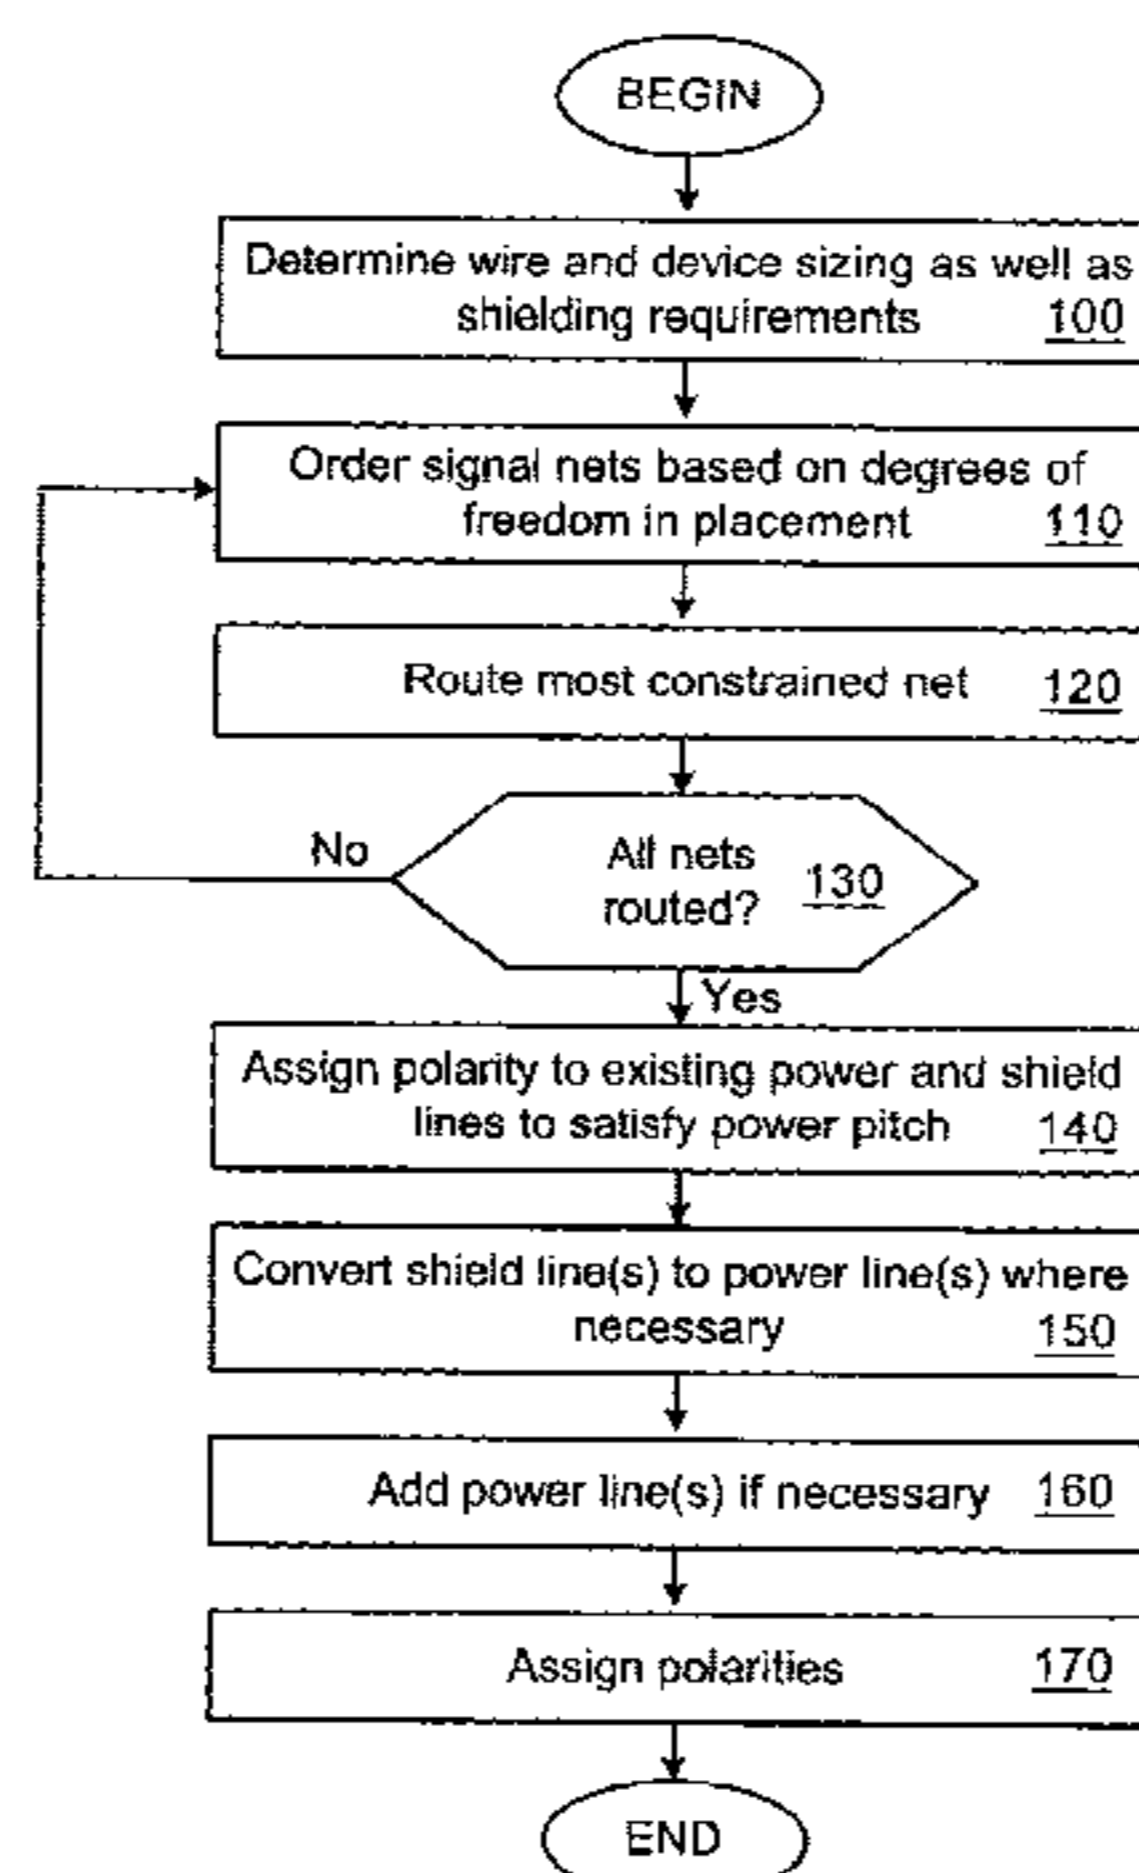 BEGIN
Determine wire and device sizing as well as
shielding requirements 100
Order signal nets based on degrees of
freedom in placement 110
Route most constrained net 120
No
All nets
routed? 130
Yes
Assign polarity to existing power and shield
lines to satisfy power pitch 140
Convert shield line(s) to power line(s) where
necessary 150
Add power line(s) if necessary 160
Assign polarities 170
END